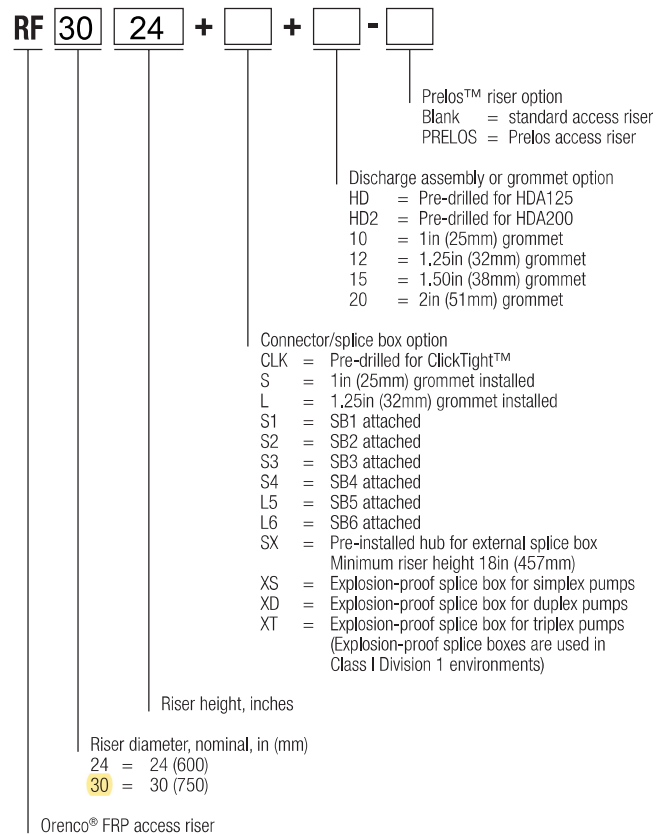 RF 30 24 + + -
Prelos™ riser option
Blank = standard access riser
PRELOS = Prelos access riser
Discharge assembly or grommet option
HD = Pre-drilled for HDA125
HD2 = Pre-drilled for HDA200
10 = 1in (25mm) grommet
12 = 1.25in (32mm) grommet
15 = 1.50in (38mm) grommet
20 = 2in (51mm) grommet
Connector/splice box option
CLK = Pre-drilled for ClickTight™
S = 1in (25mm) grommet installed
L = 1.25in (32mm) grommet installed
S1 = SB1 attached
S2 = SB2 attached
S3 = SB3 attached
S4 = SB4 attached
L5 = SB5 attached
L6 = SB6 attached
SX = Pre-installed hub for external splice box
Minimum riser height 18in (457mm)
XS = Explosion-proof splice box for simplex pumps
XD = Explosion-proof splice box for duplex pumps
XT = Explosion-proof splice box for triplex pumps
(Explosion-proof splice boxes are used in
Class I Division 1 environments)
Riser height, inches
Riser diameter, nominal, in (mm)
24 = 24 (600)
30 = 30 (750)
Orenco® FRP access riser